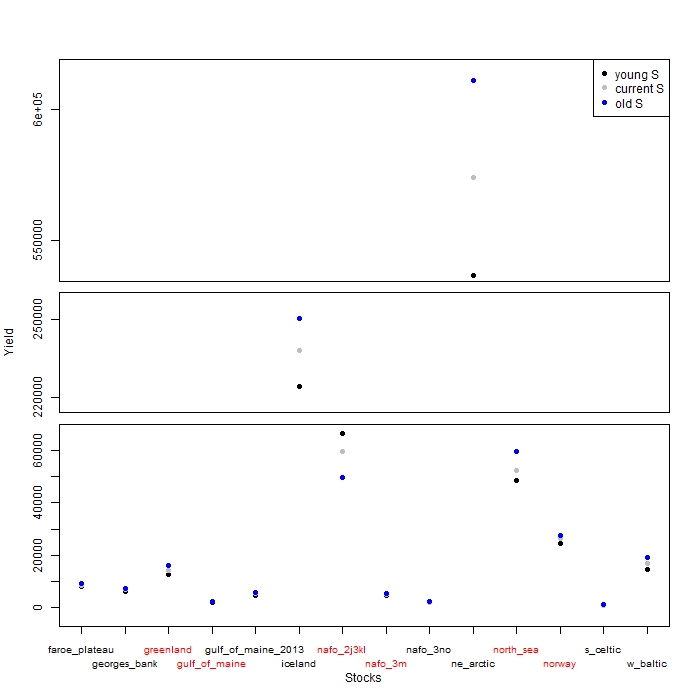 young S
current S
old S
6e+05
550000
250000
220000
60000
40000
20000
0
Yield
faroe_plateau greenland gulf_of_maine_2013 nafo_2j3kl nafo_3no north_sea s_celtic
georges_bank gulf_of_maine iceland nafo_3m ne_arctic norway w_baltic
Stocks